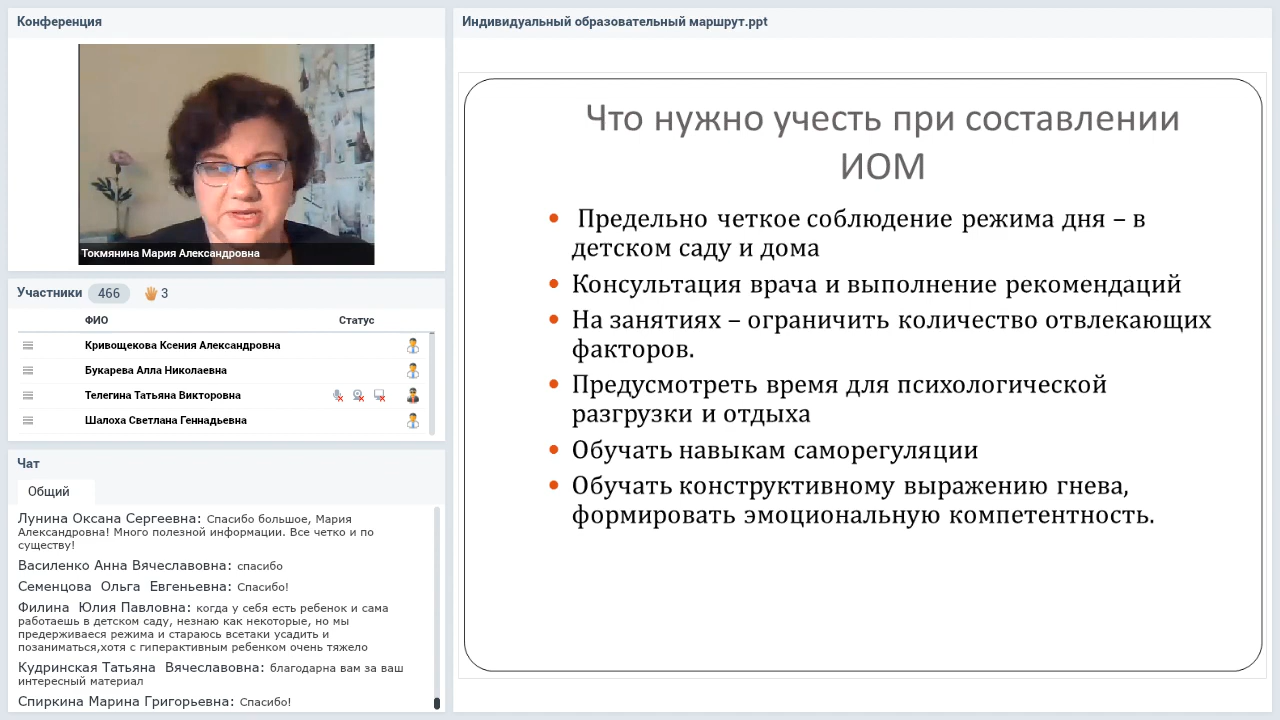 Конференция
Токмянина Мария Александровна
Участники 466 3
ФИО Статус
Кривощекова Ксения Александровна
Букарева Алла Николаевна
Телегина Татьяна Викторовна
Шалоха Светлана Геннадьевна
Чат
Общий
Лунина Оксана Сергеевна: Спасибо большое, Мария
Александровна! Много полезной информации. Все четко и по
существу!
Василенко Анна Вячеславовна: спасибо
Семенцова Ольга Евгеньевна: Спасибо!
Филина Юлия Павловна: когда у себя есть ребенок и сама
работаешь в детском саду, незнаю как некоторые, но мы
предерживаеся режима и стараюсь всетаки усадить и
позаниматься,хотя с гиперактивным ребенком очень тяжело
Кудринская Татьяна Вячеславовна: благодарна вам за ваш
интересный материал
Спиркина Марина Григорьевна: Спасибо!
Индивидуальный образовательный маршрут.ppt
Что нужно учесть при составлении
ИОМ
• Предельно четкое соблюдение режима дня – в
детском саду и дома
• Консультация врача и выполнение рекомендаций
• На занятиях – ограничить количество отвлекающих
факторов.
• Предусмотреть время для психологической
разгрузки и отдыха
• Обучать навыкам саморегуляции
• Обучать конструктивному выражению гнева,
формировать эмоциональную компетентность.